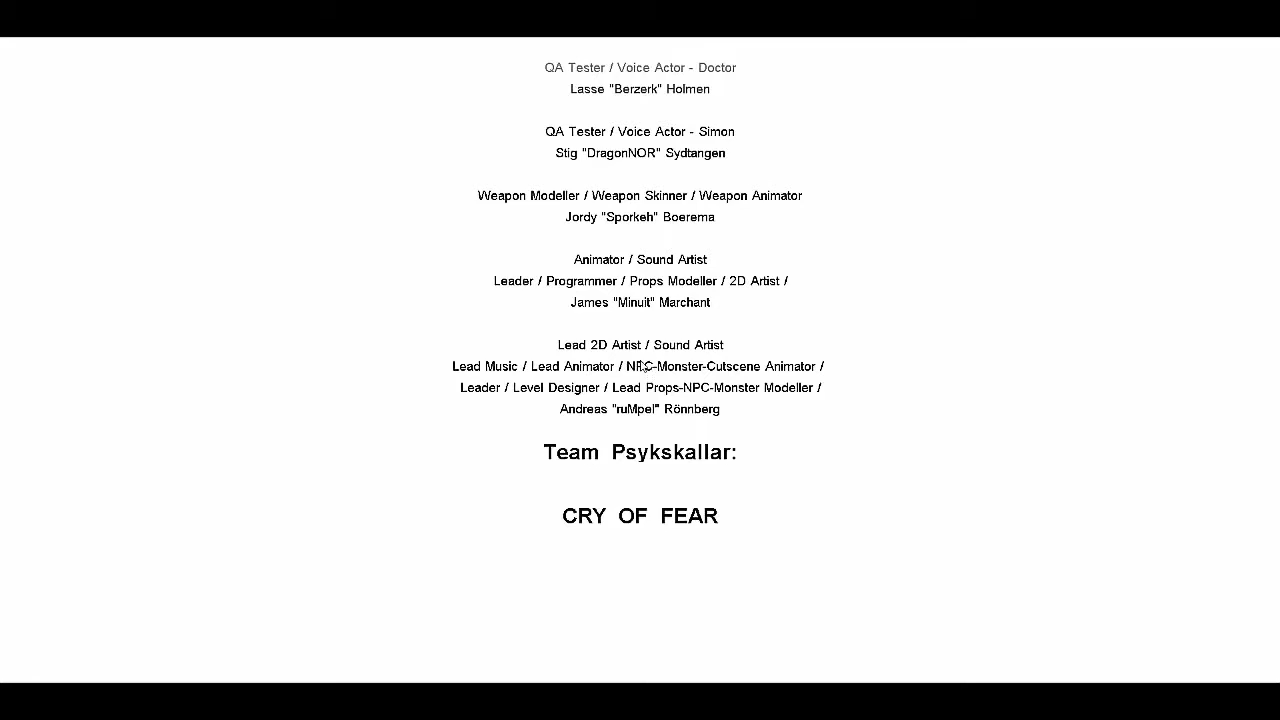 QA Tester / Voice Actor - Doctor
Lasse "Berzerk" Holmen
QA Tester / Voice Actor - Simon
Stig "DragonNOR" Sydtangen
Weapon Modeller / Weapon Skinner / Weapon Animator
Jordy "Sporkeh" Boerema
Animator / Sound Artist
Leader / Programmer / Props Modeller / 2D Artist /
James "Minuit" Marchant
Lead 2D Artist / Sound Artist
Lead Music / Lead Animator / NPC-Monster-Cutscene Animator /
Leader / Level Designer / Lead Props-NPC-Monster Modeller /
Andreas "ruMpel" Rönnberg
Team Psykskallar:
CRY OF FEAR